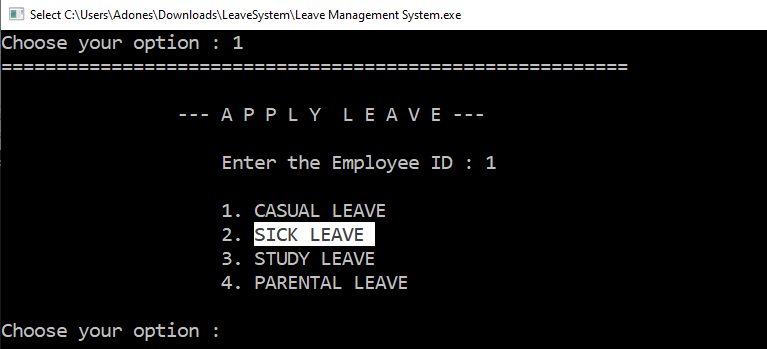 Select C:\Users\Adones\Downloads\LeaveSystem\Leave Management System.exe
Choose your option : 1
=========================================================
--- A P P L Y  L E A V E ---
Enter the Employee ID : 1
1. CASUAL LEAVE
2. SICK LEAVE
3. STUDY LEAVE
4. PARENTAL LEAVE
Choose your option :